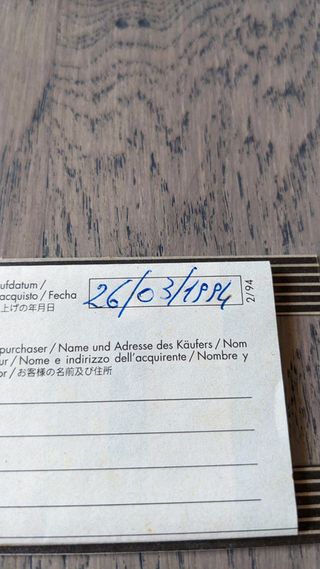 ufdatum /
acquisto / Fecha 26/03/1994 2/94
上げの年月日
purchaser / Name und Adresse des Käufers / Nom
ur / Nome e indirizzo dell'acquirente / Nombre y
or / お客様の名前及び住所